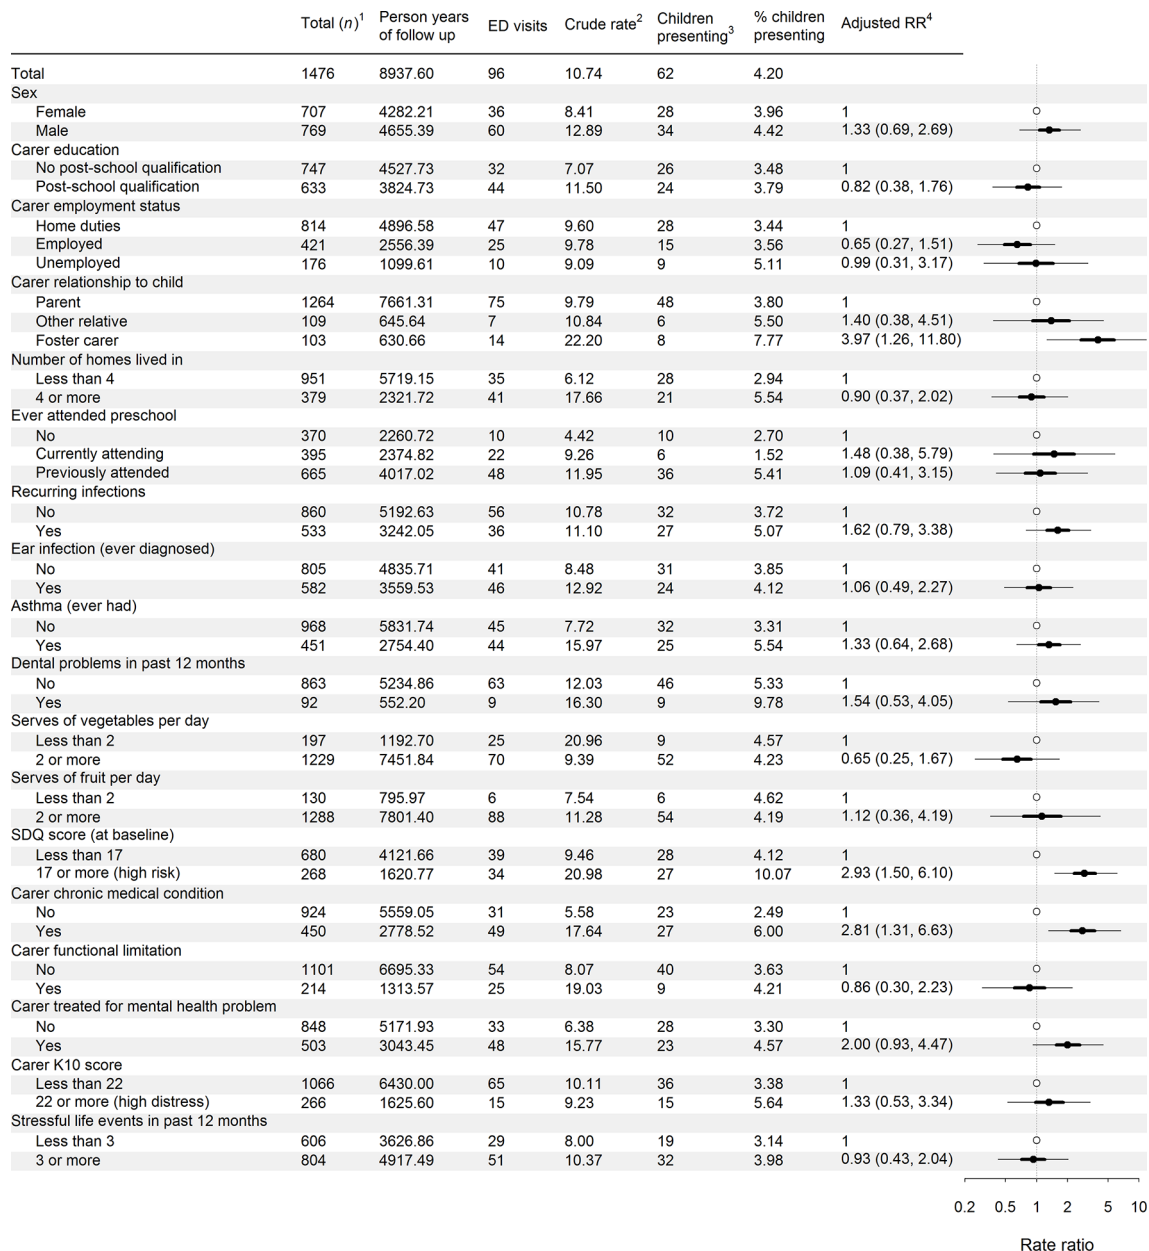 Total (n)1 Person years of follow up ED visits Crude rate2 Children presenting3 % children presenting Adjusted RR4
Total 1476 8937.60 96 10.74 62 4.20
Sex
Female 707 4282.21 36 8.41 28 3.96 1
Male 769 4655.39 60 12.89 34 4.42 1.33 (0.69, 2.69)
Carer education
No post-school qualification 747 4527.73 32 7.07 26 3.48 1
Post-school qualification 633 3824.73 44 11.50 24 3.79 0.82 (0.38, 1.76)
Carer employment status
Home duties 814 4896.58 47 9.60 28 3.44 1
Employed 421 2556.39 25 9.78 15 3.56 0.65 (0.27, 1.51)
Unemployed 176 1099.61 10 9.09 9 5.11 0.99 (0.31, 3.17)
Carer relationship to child
Parent 1264 7661.31 75 9.79 48 3.80 1
Other relative 109 645.64 7 10.84 6 5.50 1.40 (0.38, 4.51)
Foster carer 103 630.66 14 22.20 8 7.77 3.97 (1.26, 11.80)
Number of homes lived in
Less than 4 951 5719.15 35 6.12 28 2.94 1
4 or more 379 2321.72 41 17.66 21 5.54 0.90 (0.37, 2.02)
Ever attended preschool
No 370 2260.72 10 4.42 10 2.70 1
Currently attending 395 2374.82 22 9.26 6 1.52 1.48 (0.38, 5.79)
Previously attended 665 4017.02 48 11.95 36 5.41 1.09 (0.41, 3.15)
Recurring infections
No 860 5192.63 56 10.78 32 3.72 1
Yes 533 3242.05 36 11.10 27 5.07 1.62 (0.79, 3.38)
Ear infection (ever diagnosed)
No 805 4835.71 41 8.48 31 3.85 1
Yes 582 3559.53 46 12.92 24 4.12 1.06 (0.49, 2.27)
Asthma (ever had)
No 968 5831.74 45 7.72 32 3.31 1
Yes 451 2754.40 44 15.97 25 5.54 1.33 (0.64, 2.68)
Dental problems in past 12 months
No 863 5234.86 63 12.03 46 5.33 1
Yes 92 552.20 9 16.30 9 9.78 1.54 (0.53, 4.05)
Serves of vegetables per day
Less than 2 197 1192.70 25 20.96 9 4.57 1
2 or more 1229 7451.84 70 9.39 52 4.23 0.65 (0.25, 1.67)
Serves of fruit per day
Less than 2 130 795.97 6 7.54 6 4.62 1
2 or more 1288 7801.40 88 11.28 54 4.19 1.12 (0.36, 4.19)
SDQ score (at baseline)
Less than 17 680 4121.66 39 9.46 28 4.12 1
17 or more (high risk) 268 1620.77 34 20.98 27 10.07 2.93 (1.50, 6.10)
Carer chronic medical condition
No 924 5559.05 31 5.58 23 2.49 1
Yes 450 2778.52 49 17.64 27 6.00 2.81 (1.31, 6.63)
Carer functional limitation
No 1101 6695.33 54 8.07 40 3.63 1
Yes 214 1313.57 25 19.03 9 4.21 0.86 (0.30, 2.23)
Carer treated for mental health problem
No 848 5171.93 33 6.38 28 3.30 1
Yes 503 3043.45 48 15.77 23 4.57 2.00 (0.93, 4.47)
Carer K10 score
Less than 22 1066 6430.00 65 10.11 36 3.38 1
22 or more (high distress) 266 1625.60 15 9.23 15 5.64 1.33 (0.53, 3.34)
Stressful life events in past 12 months
Less than 3 606 3626.86 29 8.00 19 3.14 1
3 or more 804 4917.49 51 10.37 32 3.98 0.93 (0.43, 2.04)
0.2 0.5 1 2 5 10
Rate ratio